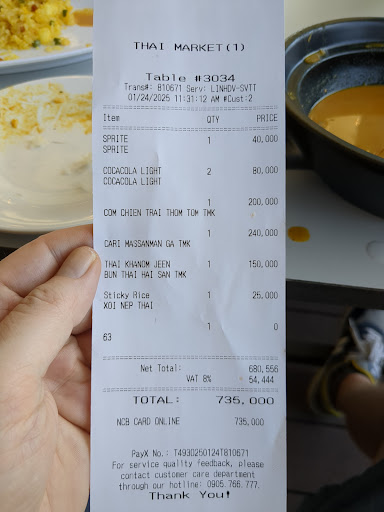 THAI MARKET(1)
Table #3034
Trans#: B10671 Serv: LINHDV-SVTT
01/24/2025 11:31:12 AM #Cust:2
Item QTY PRICE
SPRITE 1 40,000
SPRITE
COCACOLA LIGHT 2 80,000
COCACOLA LIGHT
1 200,000
COM CHIEN TRAI THOM TOM TMK
1 240,000
CARI MASSANMAN GA TMK
THAI KHANOM JEEN 1 150,000
BUN THAI HAI SAN TMK
Sticky Rice 1 25,000
XOI NEP THAI
1 0
63
Net Total: 680,556
VAT 8% 54,444
TOTAL: 735,000
NCB CARD ONLINE 735,000
PayX No.: T4930250124T810671
For service quality feedback, please
contact customer care department
through our hotline: 0905.766.777.
Thank You!